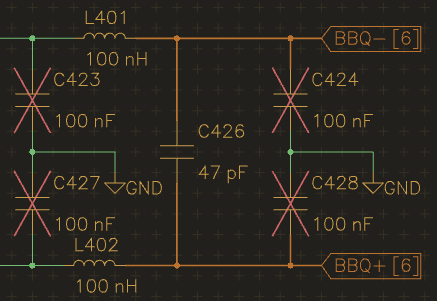 L401
100 nH
BBQ-[6]
C423
100 nF
C424
100 nF
C426
47 pF
GND
GND
C427
100 nF
C428
100 nF
L402
100 nH
BBQ+[6]